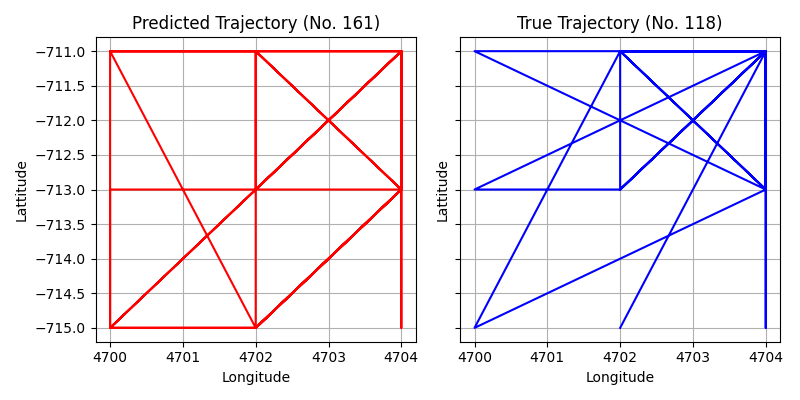 Predicted Trajectory (No. 161)
True Trajectory (No. 118)
−711.0
−711.5
−712.0
−712.5
−713.0
−713.5
−714.0
−714.5
−715.0
Lattitude
Lattitude
4700 4701 4702 4703 4704
4700 4701 4702 4703 4704
Longitude
Longitude